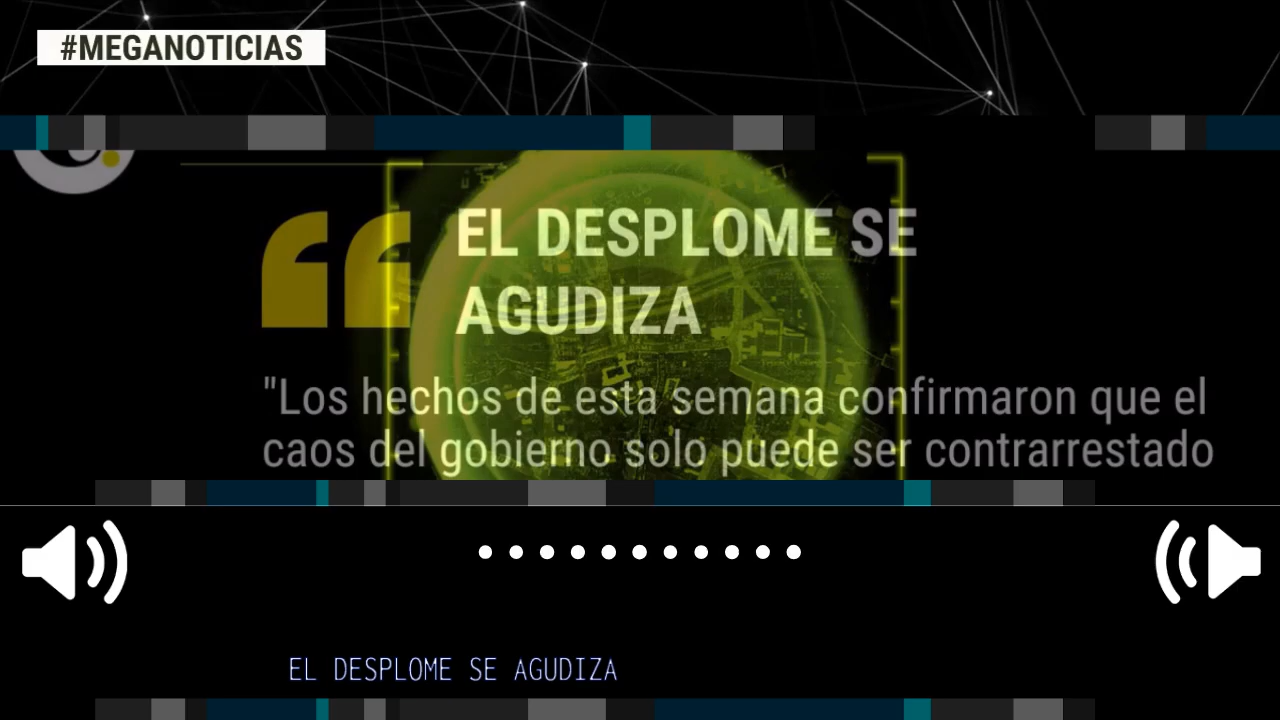 #MEGANOTICIAS
EL DESPLOME SE
AGUDIZA
"Los hechos de esta semana confirmaron que el
caos del gobierno solo puede ser contrarrestado
EL DESPLOME SE AGUDIZA